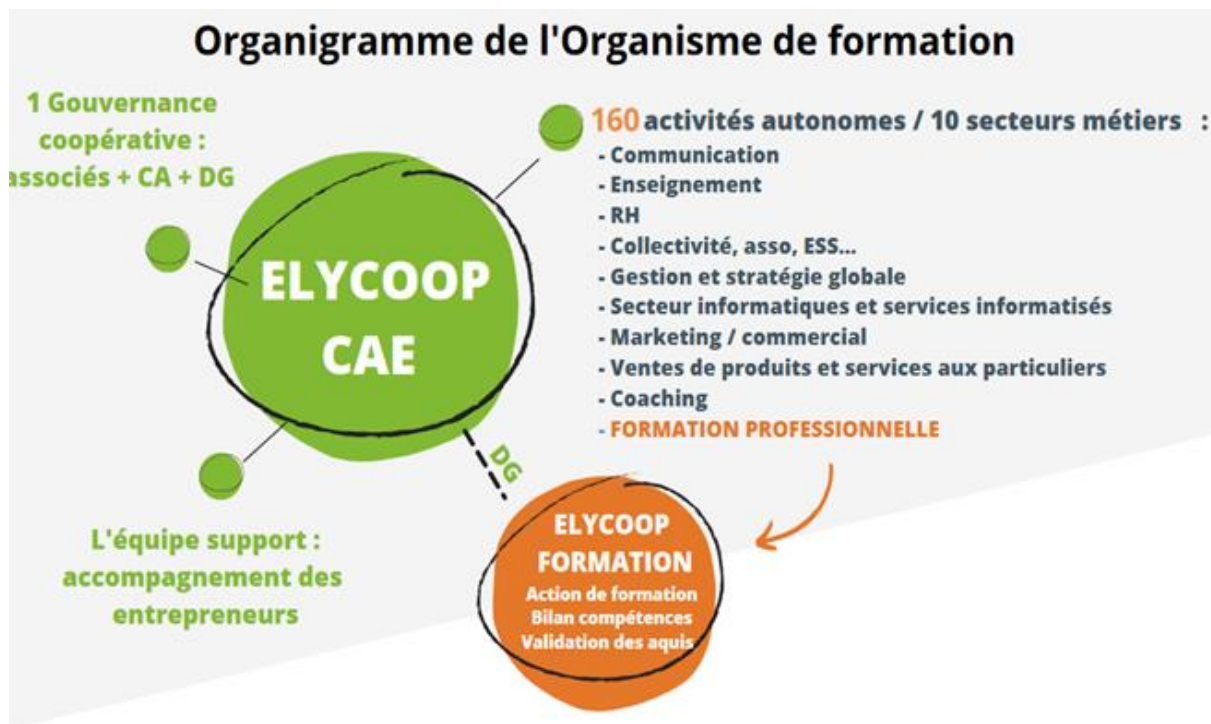 Organigramme de l'Organisme de formation
1 Gouvernance
coopérative :
associés + CA + DG
160 activités autonomes / 10 secteurs métiers :
- Communication
- Enseignement
- RH
- Collectivité, asso, ESS...
- Gestion et stratégie globale
- Secteur informatiques et services informatisés
- Marketing / commercial
- Ventes de produits et services aux particuliers
- Coaching
- FORMATION PROFESSIONNELLE
ELYCOOP
CAE
DG
L'équipe support :
accompagnement des
entrepreneurs
ELYCOOP
FORMATION
Action de formation
Bilan compétences
Validation des aquis